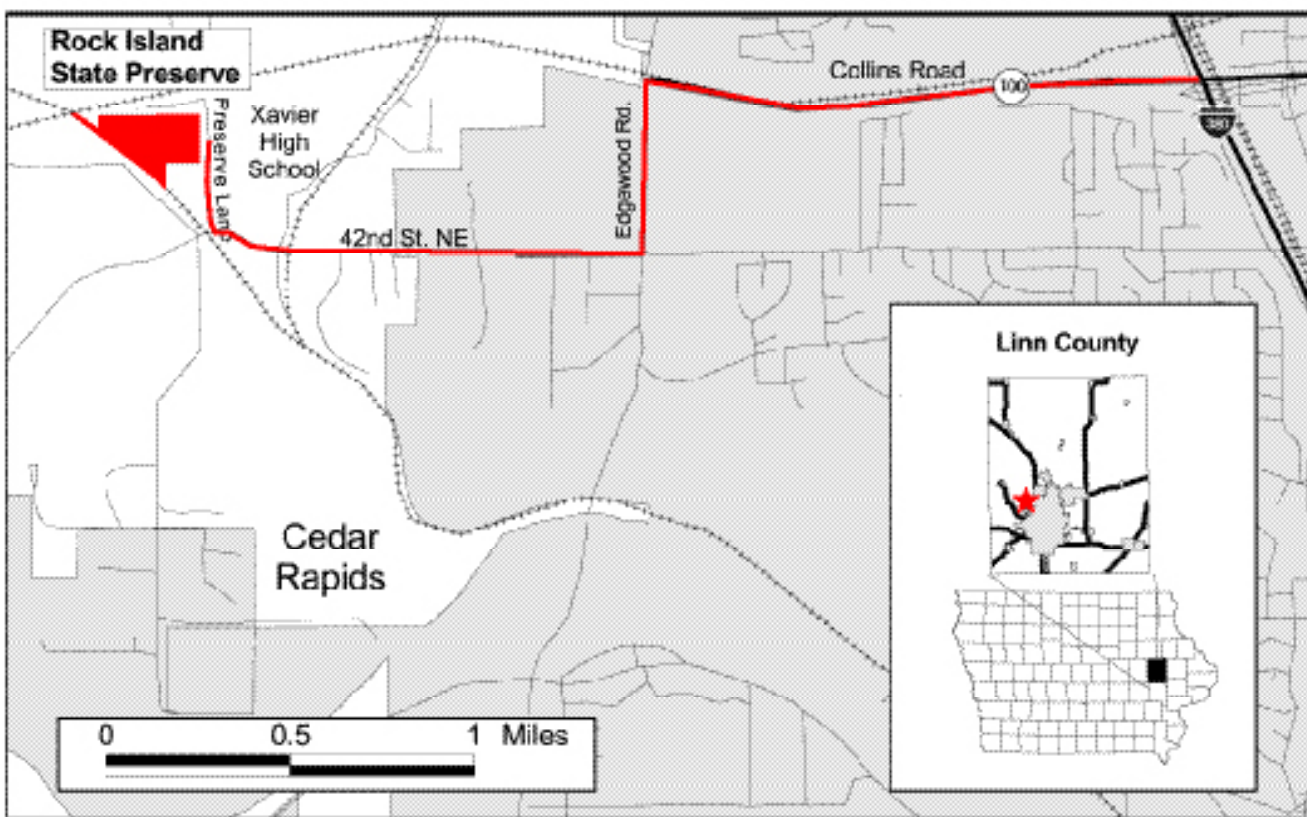 Rock Island
State Preserve
Preserve Lane
Xavier
High
School
42nd St. NE
Edgawood Rd.
Collins Road
100
380
Linn County
Cedar
Rapids
0 0.5 1 Miles